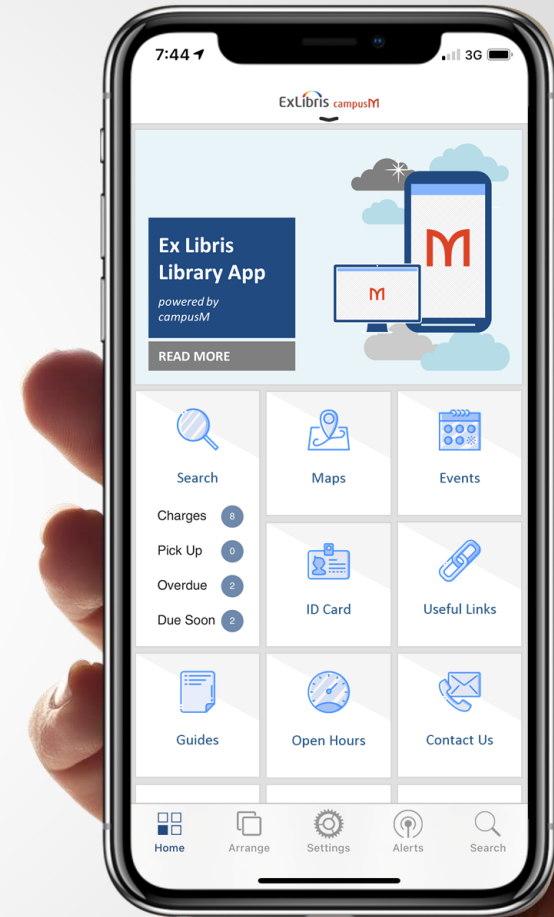 7:44
3G
ExLibris campusM
Ex Libris
Library App
powered by
campusM
READ MORE
M
M
Search
Maps
Events
Charges 8
Pick Up 0
Overdue 2
Due Soon 2
ID Card
Useful Links
Guides
Open Hours
Contact Us
Home
Arrange
Settings
Alerts
Search